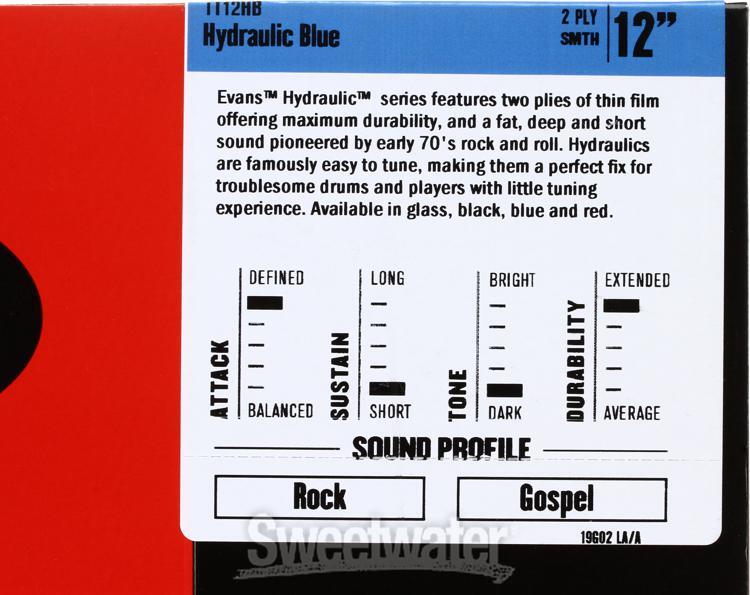 TT12HB
Hydraulic Blue
2 PLY
SMTH
12”
Evans™ Hydraulic™ series features two plies of thin film
offering maximum durability, and a fat, deep and short
sound pioneered by early 70's rock and roll. Hydraulics
are famously easy to tune, making them a perfect fix for
troublesome drums and players with little tuning
experience. Available in glass, black, blue and red.
ATTACK
DEFINED
BALANCED
SUSTAIN
LONG
SHORT
TONE
BRIGHT
DARK
DURABILITY
EXTENDED
AVERAGE
SOUND PROFILE
Rock
Gospel
19G02 LA/A
Sweetwater